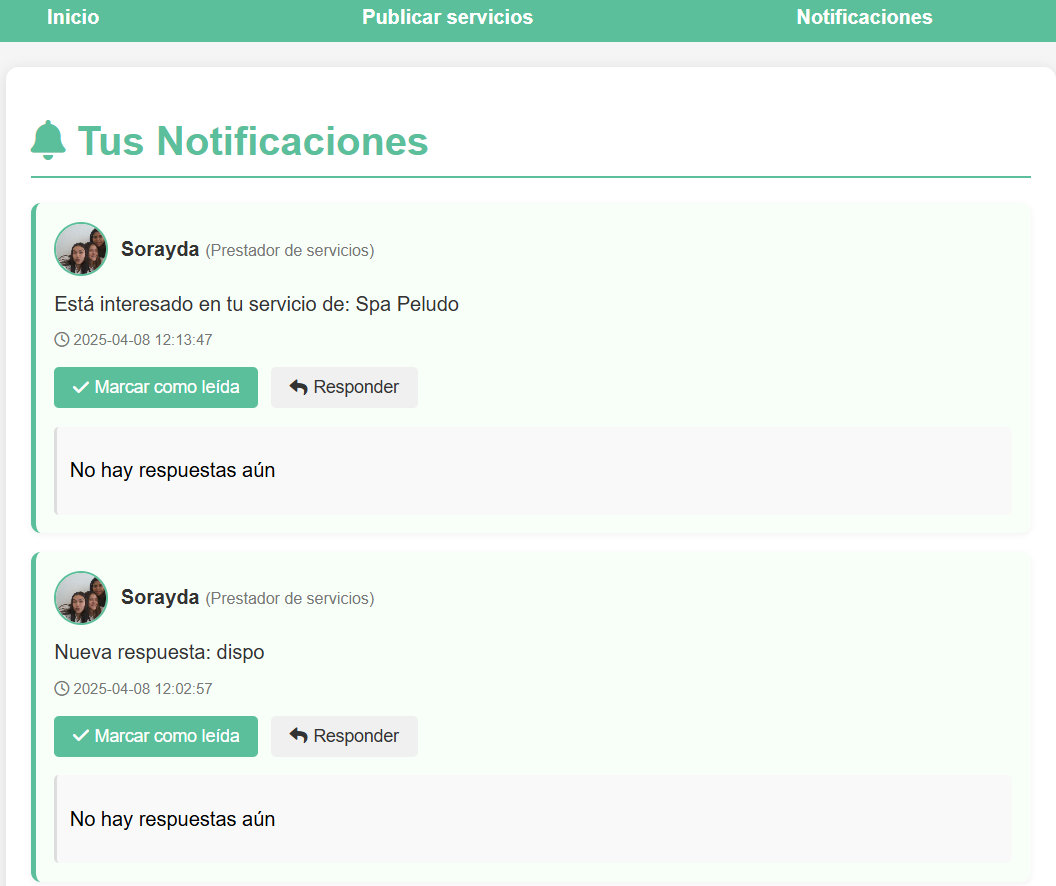 Inicio Publicar servicios Notificaciones
Tus Notificaciones
Sorayda (Prestador de servicios)
Está interesado en tu servicio de: Spa Peludo
2025-04-08 12:13:47
Marcar como leída Responder
No hay respuestas aún
Sorayda (Prestador de servicios)
Nueva respuesta: dispo
2025-04-08 12:02:57
Marcar como leída Responder
No hay respuestas aún